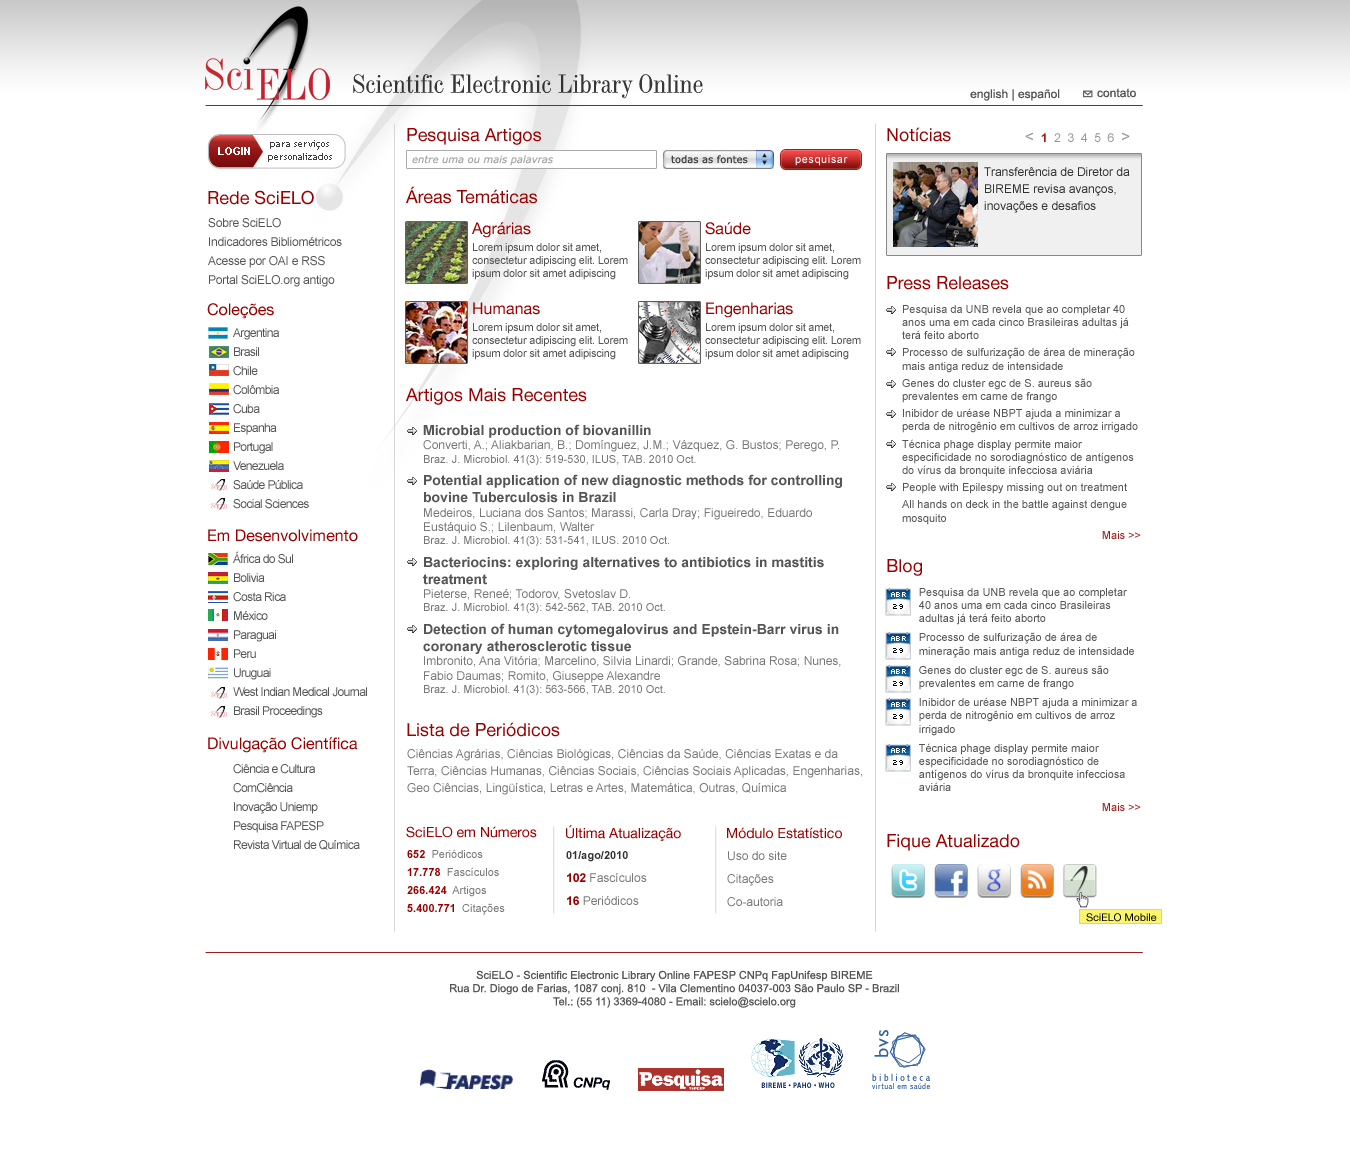 SciELO
Scientific Electronic Library Online
english | español
contato
LOGIN
para serviços
personalizados
Rede SciELO
Sobre SciELO
Indicadores Bibliométricos
Acesse por OAI e RSS
Portal SciELO.org antigo
Coleções
Argentina
Brasil
Chile
Colômbia
Cuba
Espanha
Portugal
Venezuela
Saúde Pública
Social Sciences
Em Desenvolvimento
África do Sul
Bolivia
Costa Rica
México
Paraguai
Peru
Uruguai
West Indian Medical Journal
Brasil Proceedings
Divulgação Científica
Ciência e Cultura
ComCiência
Inovação Uniemp
Pesquisa FAPESP
Revista Virtual de Química
Pesquisa Artigos
entre uma ou mais palavras
todas as fontes
pesquisar
Áreas Temáticas
Agrárias
Lorem ipsum dolor sit amet,
consectetur adipiscing elit. Lorem
ipsum dolor sit amet adipiscing
Saúde
Lorem ipsum dolor sit amet,
consectetur adipiscing elit. Lorem
ipsum dolor sit amet adipiscing
Humanas
Lorem ipsum dolor sit amet,
consectetur adipiscing elit. Lorem
ipsum dolor sit amet adipiscing
Engenharias
Lorem ipsum dolor sit amet,
consectetur adipiscing elit. Lorem
ipsum dolor sit amet adipiscing
Artigos Mais Recentes
Microbial production of biovanillin
Converti, A.; Aliakbarian, B.; Domínguez, J.M.; Vázquez, G. Bustos; Perego, P.
Braz. J. Microbiol. 41(3): 519-530, ILUS, TAB. 2010 Oct.
Potential application of new diagnostic methods for controlling
bovine Tuberculosis in Brazil
Medeiros, Luciana dos Santos; Marassi, Carla Dray; Figueiredo, Eduardo
Eustáquio S.; Lilenbaum, Walter
Braz. J. Microbiol. 41(3): 531-541, ILUS. 2010 Oct.
Bacteriocins: exploring alternatives to antibiotics in mastitis
treatment
Pieterse, Reneé; Todorov, Svetoslav D.
Braz. J. Microbiol. 41(3): 542-562, TAB. 2010 Oct.
Detection of human cytomegalovirus and Epstein-Barr virus in
coronary atherosclerotic tissue
Imbronito, Ana Vitória; Marcelino, Silvia Linardi; Grande, Sabrina Rosa; Nunes,
Fabio Daumas; Romito, Giuseppe Alexandre
Braz. J. Microbiol. 41(3): 563-566, TAB. 2010 Oct.
Lista de Periódicos
Ciências Agrárias, Ciências Biológicas, Ciências da Saúde, Ciências Exatas e da
Terra, Ciências Humanas, Ciências Sociais, Ciências Sociais Aplicadas, Engenharias,
Geo Ciências, Lingüística, Letras e Artes, Matemática, Outras, Química
SciELO em Números
652 Periódicos
17.778 Fascículos
266.424 Artigos
5.400.771 Citações
Última Atualização
01/ago/2010
102 Fascículos
16 Periódicos
Módulo Estatístico
Uso do site
Citações
Co-autoria
Notícias
< 1 2 3 4 5 6 >
Transferência de Diretor da
BIREME revisa avanços,
inovações e desafios
Press Releases
Pesquisa da UNB revela que ao completar 40
anos uma em cada cinco Brasileiras adultas já
terá feito aborto
Processo de sulfurização de área de mineração
mais antiga reduz de intensidade
Genes do cluster egc de S. aureus são
prevalentes em carne de frango
Inibidor de uréase NBPT ajuda a minimizar a
perda de nitrogênio em cultivos de arroz irrigado
Técnica phage display permite maior
especificidade no sorodiagnóstico de antígenos
do vírus da bronquite infecciosa aviária
People with Epilespy missing out on treatment
All hands on deck in the battle against dengue
mosquito
Mais >>
Blog
ABR
29
Pesquisa da UNB revela que ao completar
40 anos uma em cada cinco Brasileiras
adultas já terá feito aborto
ABR
29
Processo de sulfurização de área de
mineração mais antiga reduz de intensidade
ABR
29
Genes do cluster egc de S. aureus são
prevalentes em carne de frango
ABR
29
Inibidor de uréase NBPT ajuda a minimizar a
perda de nitrogênio em cultivos de arroz
irrigado
ABR
29
Técnica phage display permite maior
especificidade no sorodiagnóstico de
antígenos do vírus da bronquite infecciosa
aviária
Mais >>
Fique Atualizado
SciELO Mobile
SciELO - Scientific Electronic Library Online FAPESP CNPq FapUnifesp BIREME
Rua Dr. Diogo de Farias, 1087 conj. 810 - Vila Clementino 04037-003 São Paulo SP - Brazil
Tel.: (55 11) 3369-4080 - Email: scielo@scielo.org
FAPESP
CNPq
Pesquisa
FAPESP
BIREME • PAHO • WHO
bvs
biblioteca
virtual em saúde